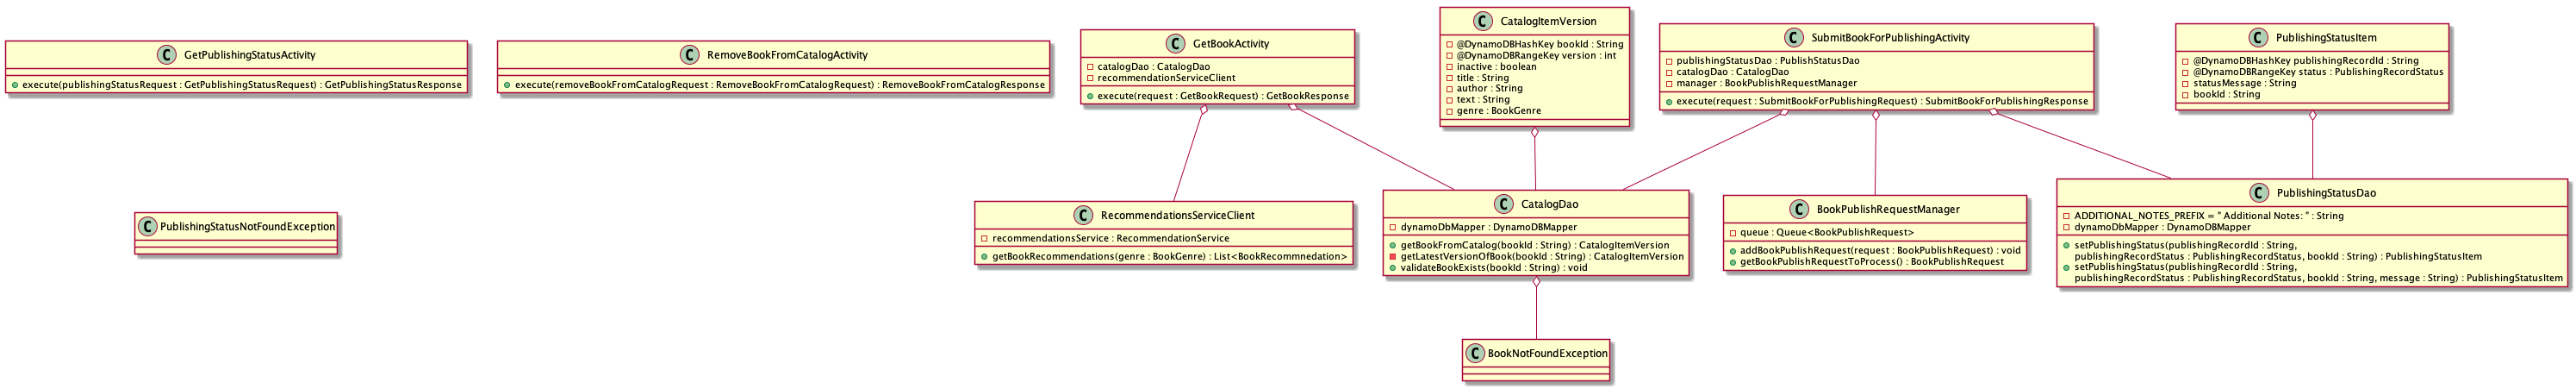 C GetPublishingStatusActivity
execute(publishingStatusRequest : GetPublishingStatusRequest) : GetPublishingStatusResponse
C RemoveBookFromCatalogActivity
execute(removeBookFromCatalogRequest : RemoveBookFromCatalogRequest) : RemoveBookFromCatalogResponse
C GetBookActivity
catalogDao : CatalogDao
recommendationServiceClient
execute(request : GetBookRequest) : GetBookResponse
C CatalogItemVersion
@DynamoDBHashKey bookId : String
@DynamoDBRangeKey version : int
inactive : boolean
title : String
author : String
text : String
genre : BookGenre
C SubmitBookForPublishingActivity
publishingStatusDao : PublishStatusDao
catalogDao : CatalogDao
manager : BookPublishRequestManager
execute(request : SubmitBookForPublishingRequest) : SubmitBookForPublishingResponse
C PublishingStatusItem
@DynamoDBHashKey publishingRecordId : String
@DynamoDBRangeKey status : PublishingRecordStatus
statusMessage : String
bookId : String
C PublishingStatusNotFoundException
C RecommendationsServiceClient
recommendationsService : RecommendationService
getBookRecommendations(genre : BookGenre) : List<BookRecommnedation>
C CatalogDao
dynamoDbMapper : DynamoDBMapper
getBookFromCatalog(bookId : String) : CatalogItemVersion
getLatestVersionOfBook(bookId : String) : CatalogItemVersion
validateBookExists(bookId : String) : void
C BookPublishRequestManager
queue : Queue<BookPublishRequest>
addBookPublishRequest(request : BookPublishRequest) : void
getBookPublishRequestToProcess() : BookPublishRequest
C PublishingStatusDao
ADDITIONAL_NOTES_PREFIX = " Additional Notes: " : String
dynamoDbMapper : DynamoDBMapper
setPublishingStatus(publishingRecordId : String,
publishingRecordStatus : PublishingRecordStatus, bookId : String) : PublishingStatusItem
setPublishingStatus(publishingRecordId : String,
publishingRecordStatus : PublishingRecordStatus, bookId : String, message : String) : PublishingStatusItem
C BookNotFoundException